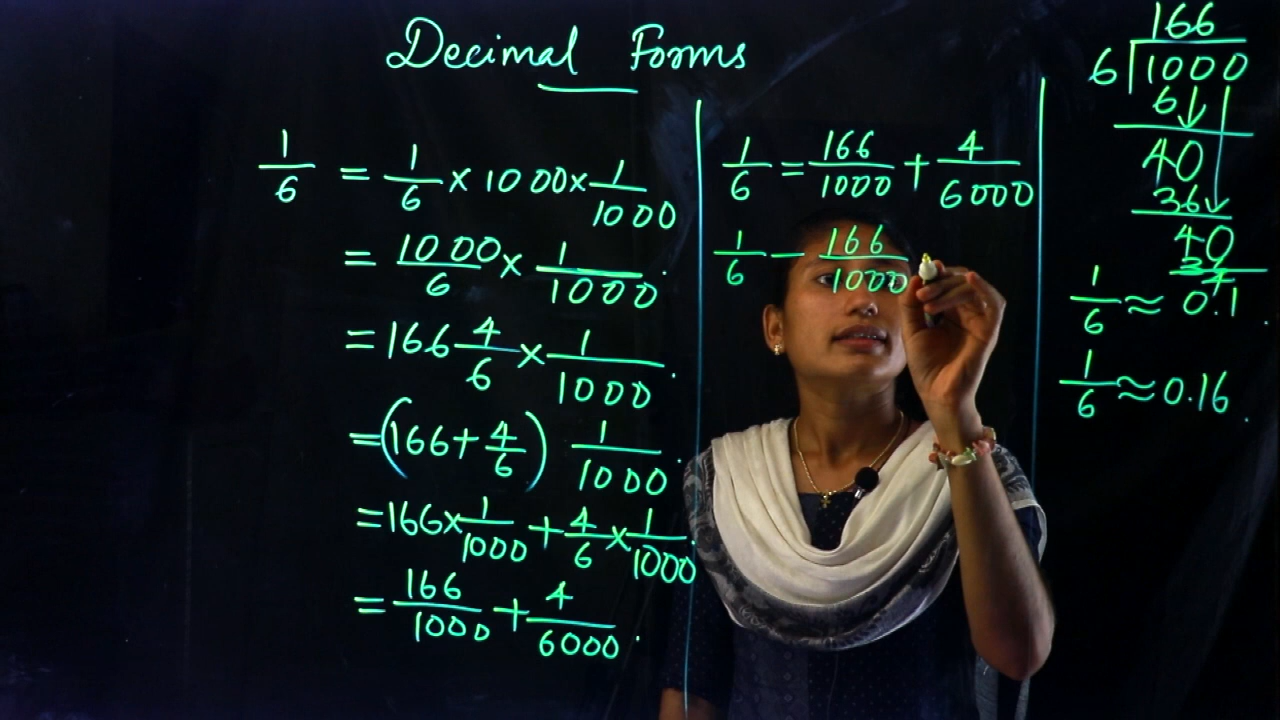 Decimal Forms
1/6 = 1/6 × 1000 × 1/1000
= 1000/6 × 1/1000.
= 166 4/6 × 1/1000.
= (166 + 4/6) 1/1000.
= 166 × 1/1000 + 4/6 × 1/1000.
= 166/1000 + 4/6000.
1/6 = 166/1000 + 4/6000
1/6 - 166/1000
166
6 1000
6
40
36
40
36
4
1/6 ≈ 0.1.
1/6 ≈ 0.16.